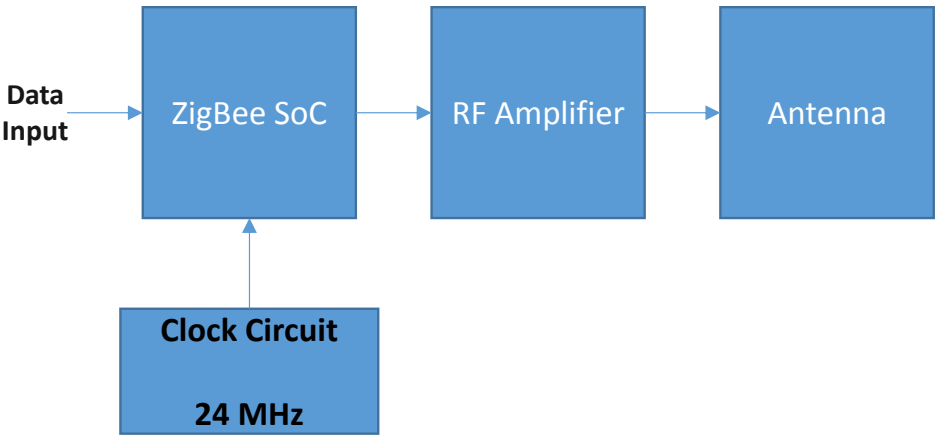 Data
Input
ZigBee SoC
RF Amplifier
Antenna
Clock Circuit
24 MHz